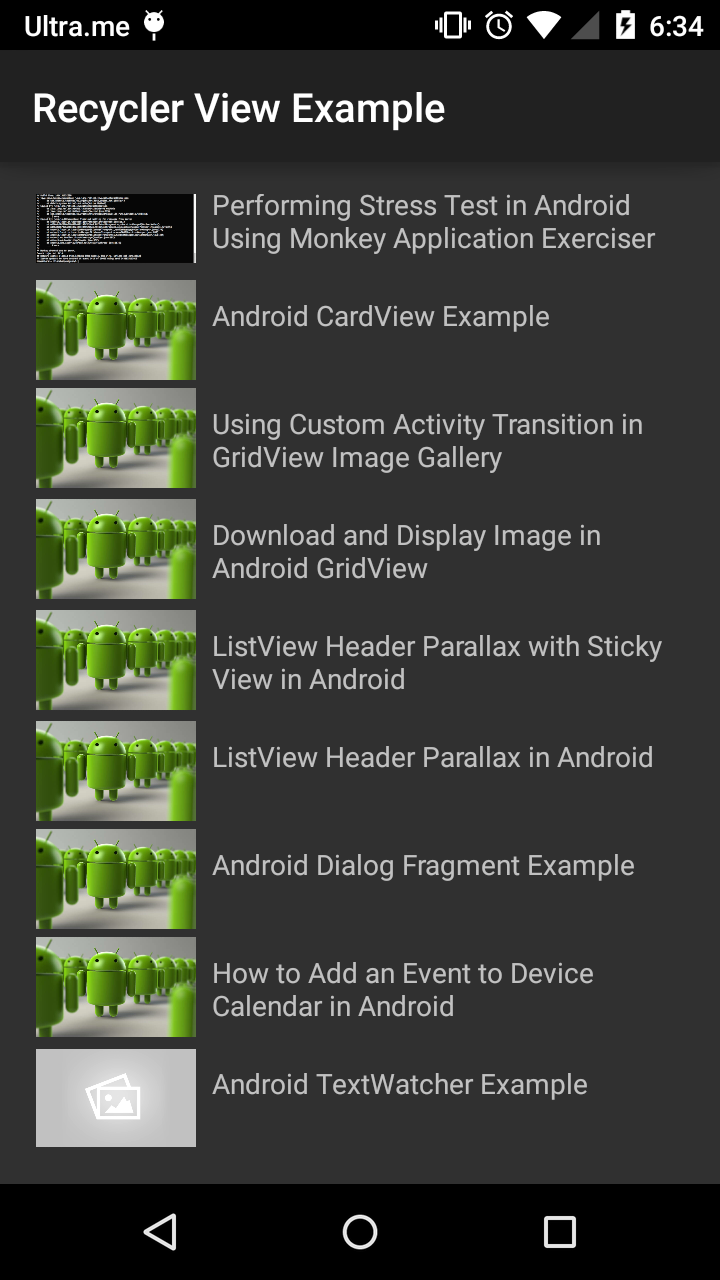 Ultra.me 6:34
Recycler View Example
Performing Stress Test in Android
Using Monkey Application Exerciser
Android CardView Example
Using Custom Activity Transition in
GridView Image Gallery
Download and Display Image in
Android GridView
ListView Header Parallax with Sticky
View in Android
ListView Header Parallax in Android
Android Dialog Fragment Example
How to Add an Event to Device
Calendar in Android
Android TextWatcher Example